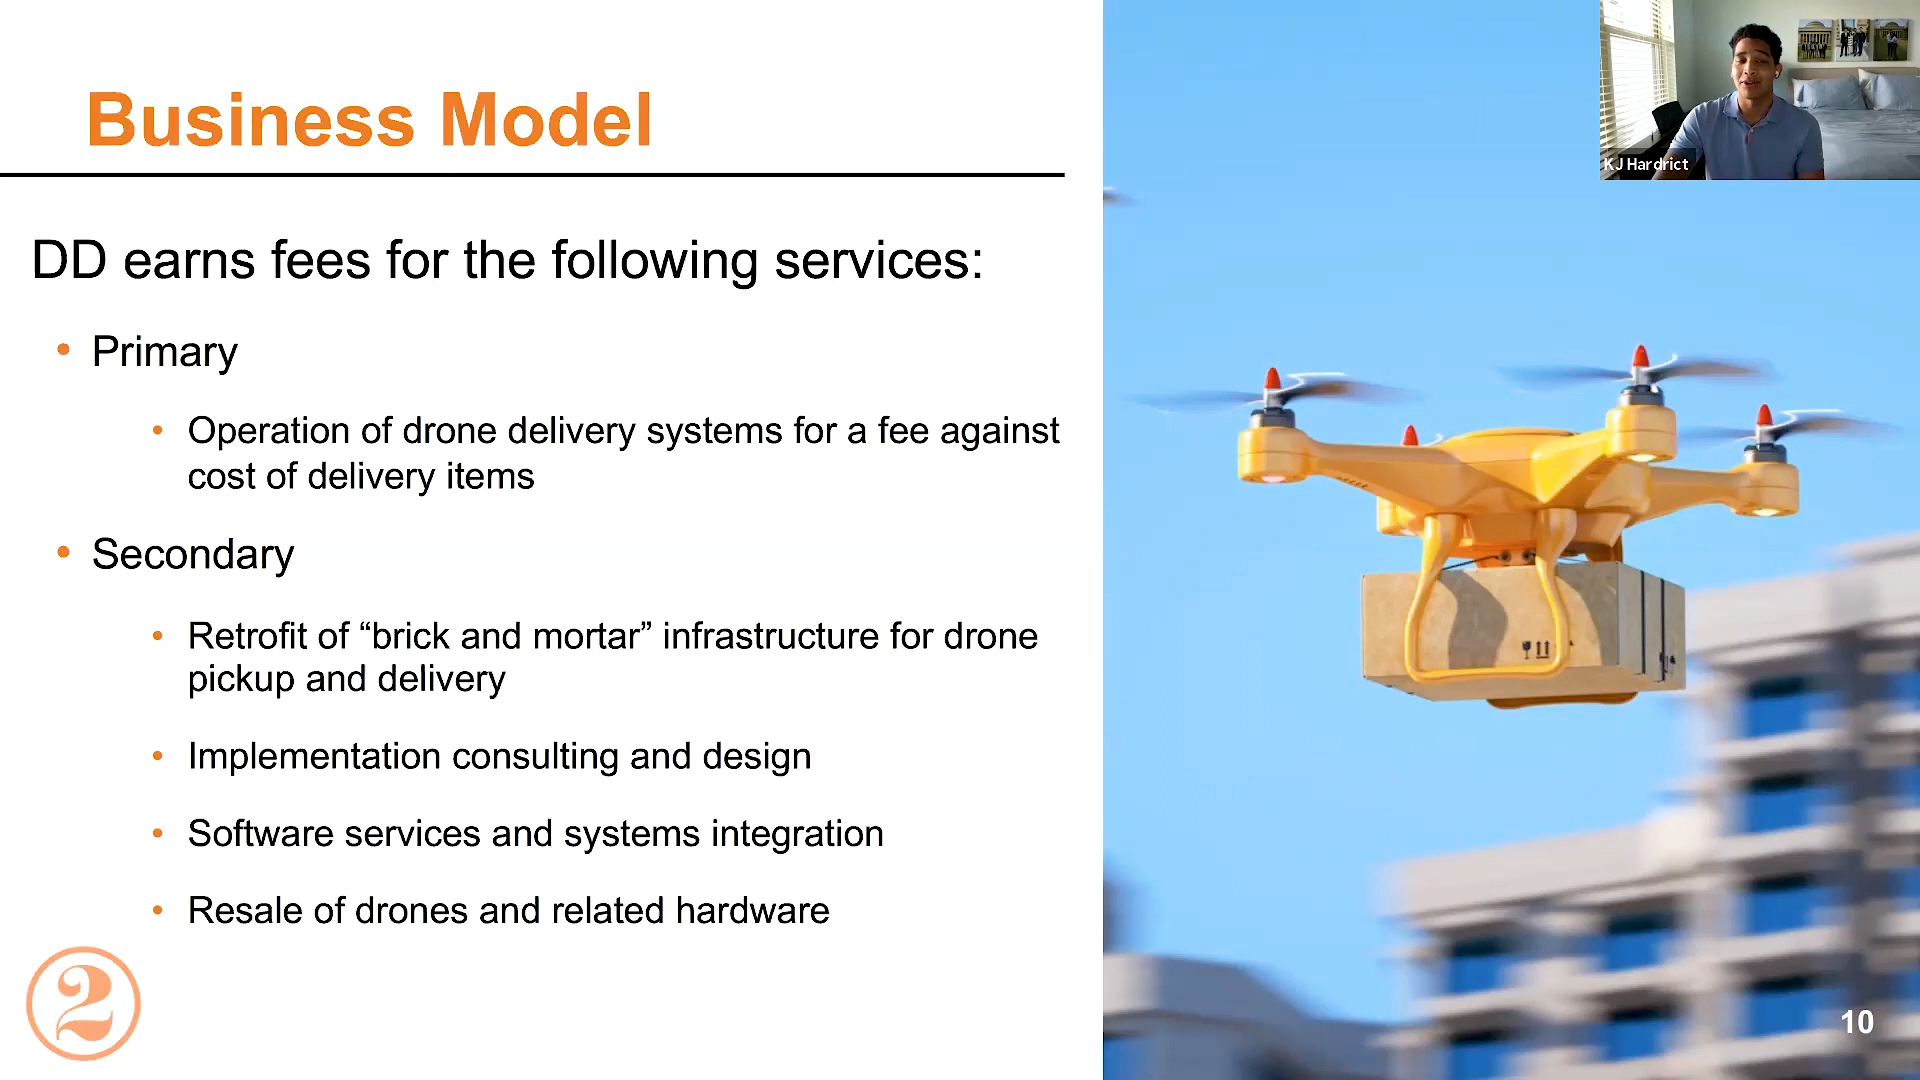 Business Model
KJ Hardrict
DD earns fees for the following services:
• Primary
• Operation of drone delivery systems for a fee against
cost of delivery items
• Secondary
• Retrofit of “brick and mortar” infrastructure for drone
pickup and delivery
• Implementation consulting and design
• Software services and systems integration
• Resale of drones and related hardware
2
10